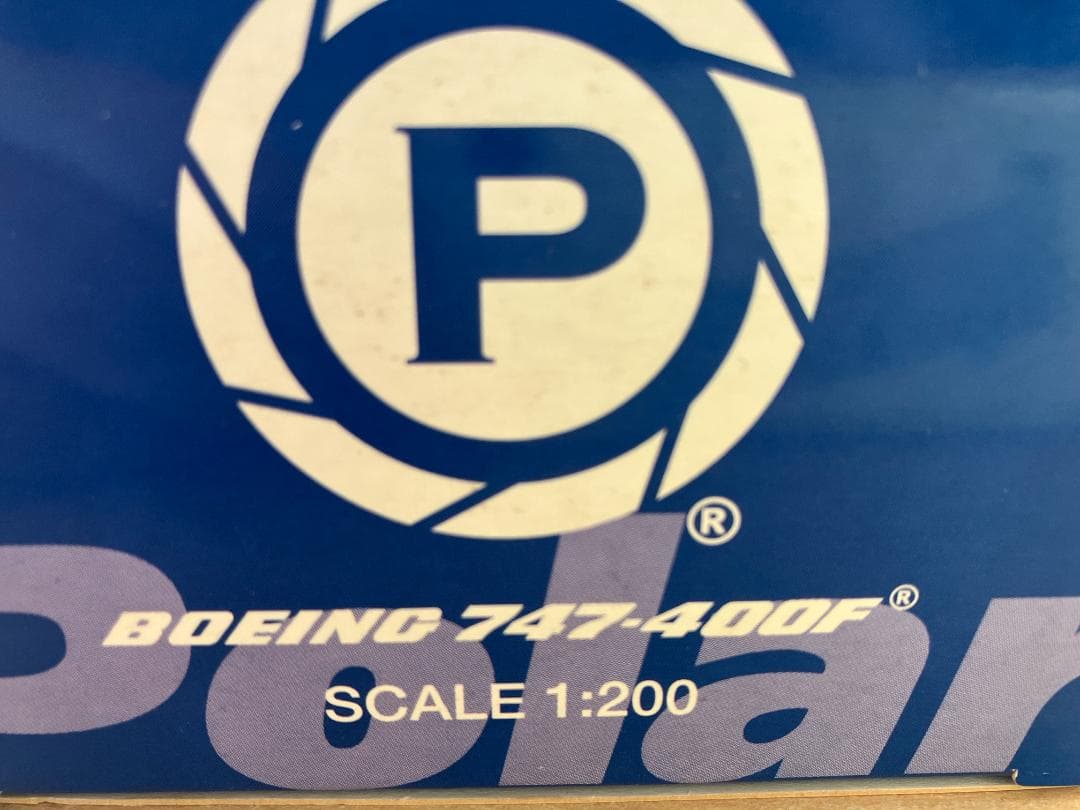 P
®
Polar
BOEING 747-400F®
SCALE 1:200